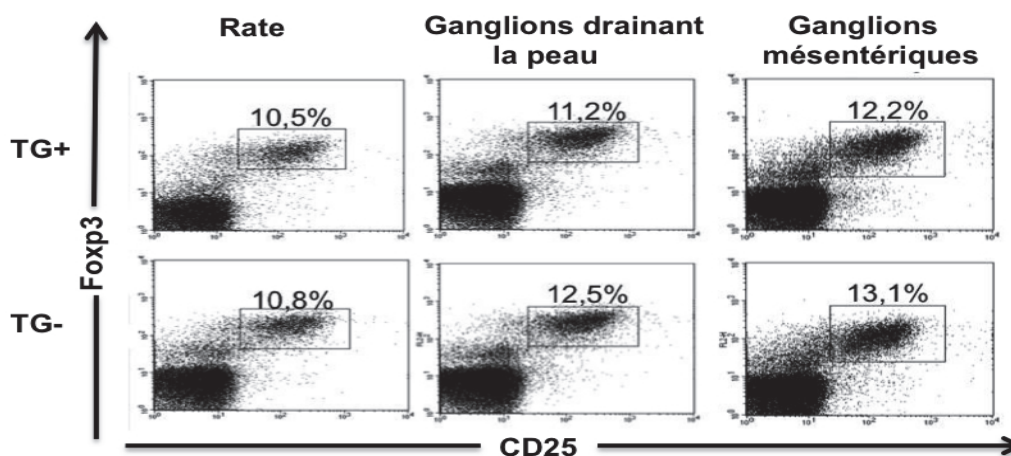 Rate
Ganglions drainant
la peau
Ganglions
mésentériques
TG+
10,5%
11,2%
12,2%
Foxp3
TG-
10,8%
12,5%
13,1%
CD25